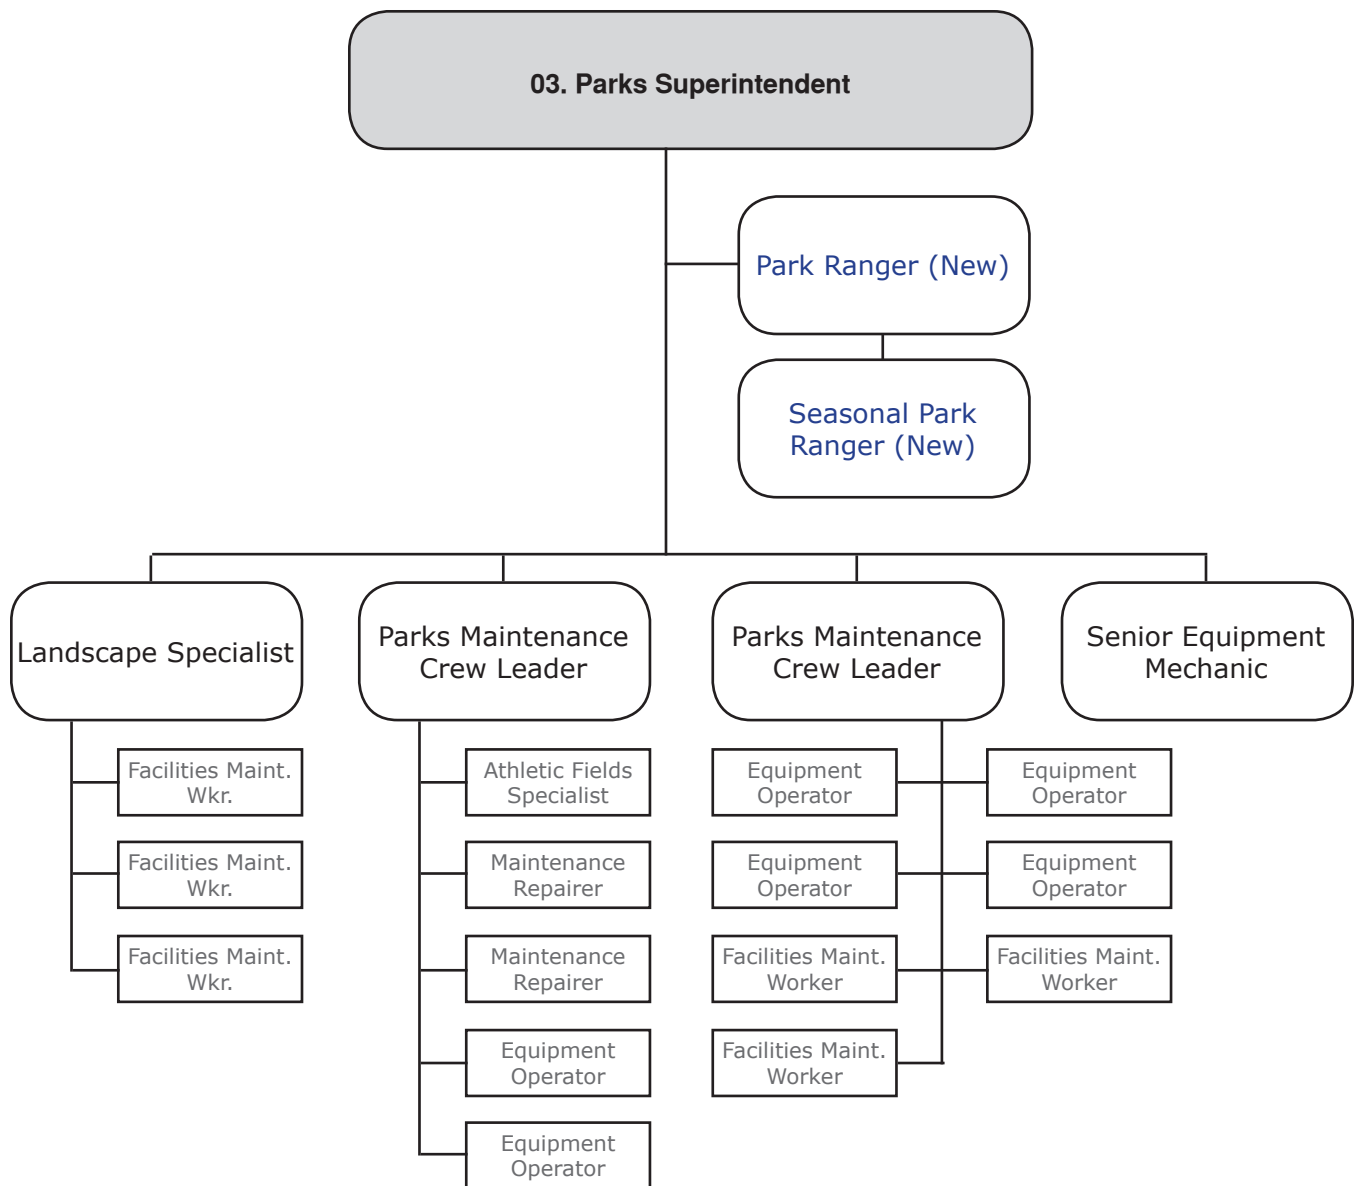 03. Parks Superintendent
Park Ranger (New)
Seasonal Park
Ranger (New)
Landscape Specialist
Parks Maintenance
Crew Leader
Parks Maintenance
Crew Leader
Senior Equipment
Mechanic
Facilities Maint.
Wkr.
Facilities Maint.
Wkr.
Facilities Maint.
Wkr.
Athletic Fields
Specialist
Maintenance
Repairer
Maintenance
Repairer
Equipment
Operator
Equipment
Operator
Equipment
Operator
Equipment
Operator
Facilities Maint.
Worker
Facilities Maint.
Worker
Equipment
Operator
Equipment
Operator
Facilities Maint.
Worker